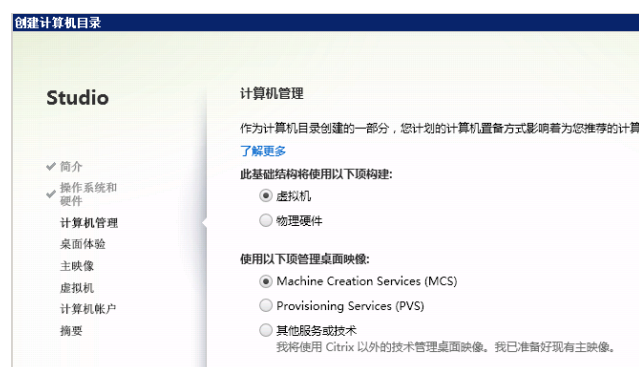 创建计算机目录
Studio
简介
操作系统和
硬件
计算机管理
桌面体验
主映像
虚拟机
计算机帐户
摘要
计算机管理
作为计算机目录创建的一部分，您计划的计算机置备方式影响着为您推荐的计算
了解更多
此基础结构将使用以下项构建:
虚拟机
物理硬件
使用以下项管理桌面映像:
Machine Creation Services (MCS)
Provisioning Services (PVS)
其他服务或技术
我将使用 Citrix 以外的技术管理桌面映像。我已准备好现有主映像。